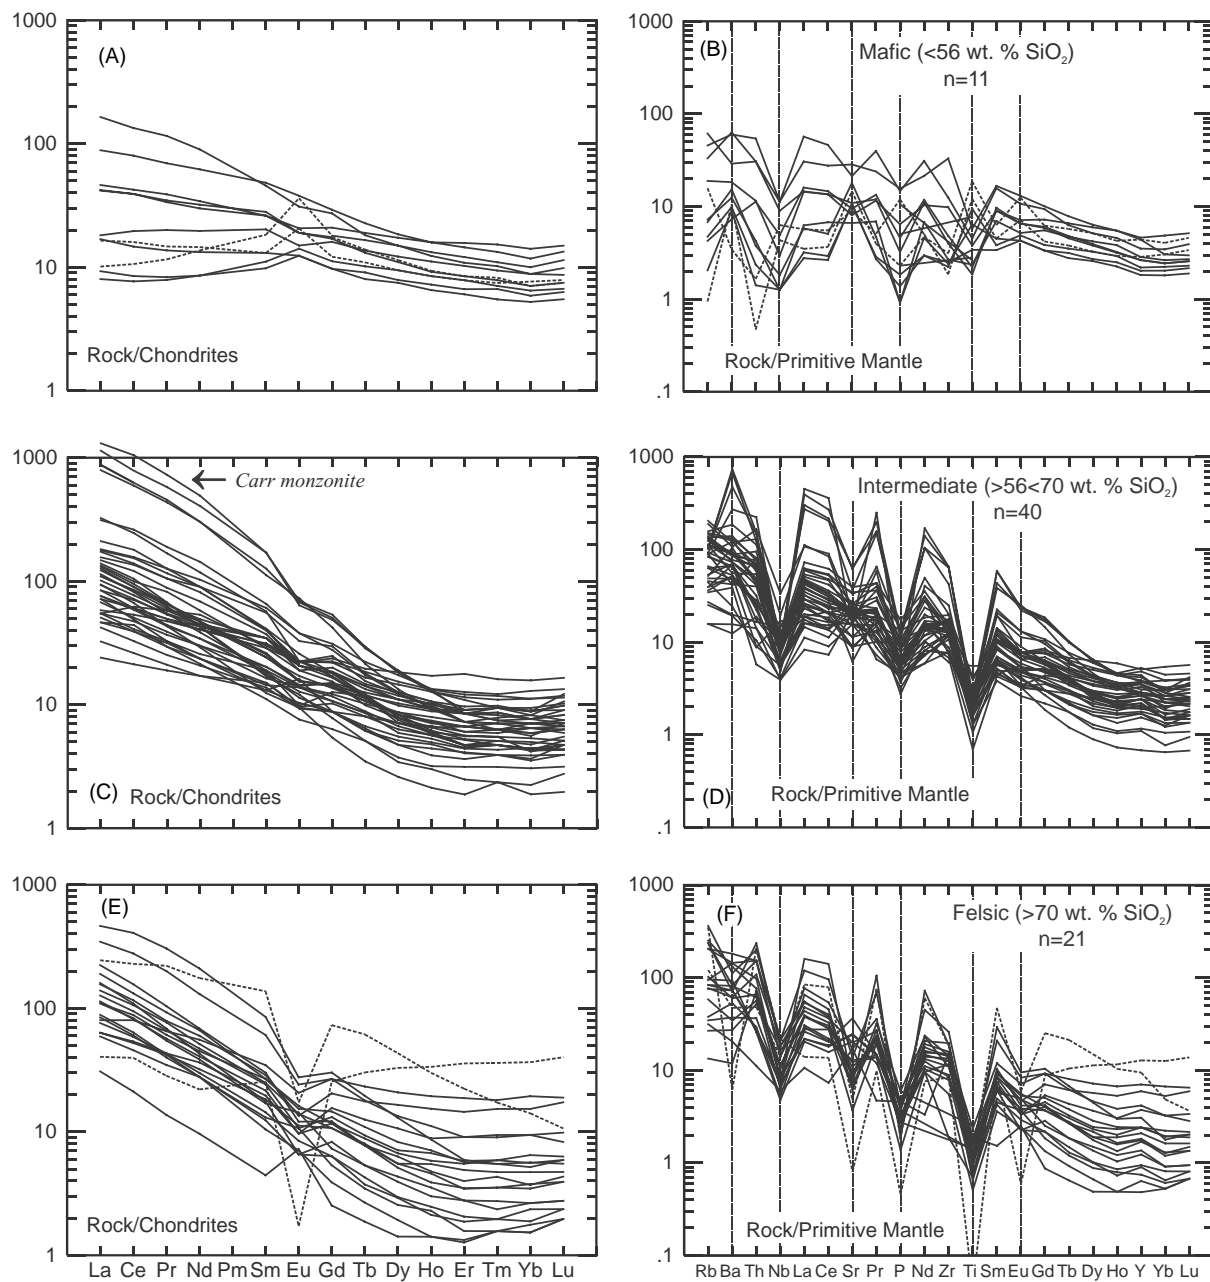 1000
100
10
1
(A)
Rock/Chondrites
1000
100
10
1
.1
(B)
Mafic (<56 wt. % SiO₂)
n=11
Rock/Primitive Mantle
1000
100
10
1
Carr monzonite
(C)
Rock/Chondrites
1000
100
10
1
.1
Intermediate (>56<70 wt. % SiO₂)
n=40
(D)
Rock/Primitive Mantle
1000
100
10
1
(E)
Rock/Chondrites
La Ce Pr Nd Pm Sm Eu Gd Tb Dy Ho Er Tm Yb Lu
1000
100
10
1
.1
(F)
Felsic (>70 wt. % SiO₂)
n=21
Rock/Primitive Mantle
Rb Ba Th Nb La Ce Sr Pr P Nd Zr Ti Sm Eu Gd Tb Dy Ho Y Yb Lu